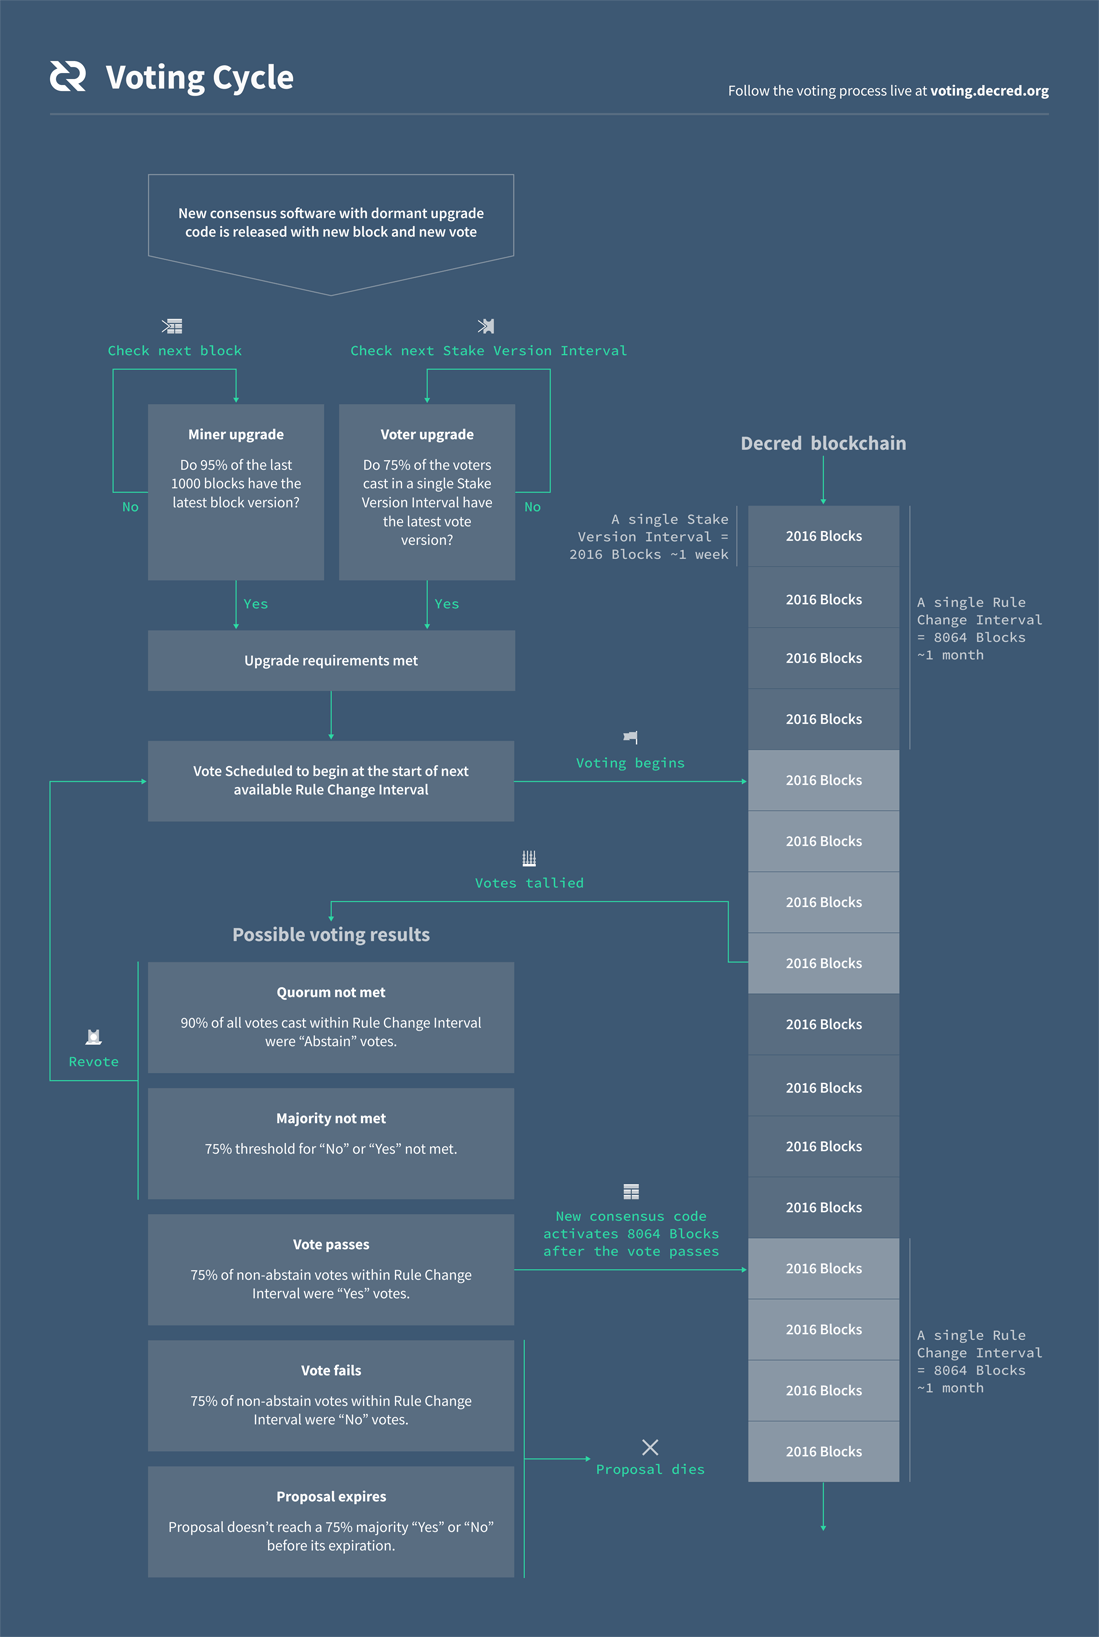 Voting Cycle
Follow the voting process live at voting.decred.org
New consensus software with dormant upgrade
code is released with new block and new vote
Check next block
Check next Stake Version Interval
Miner upgrade
Do 95% of the last
1000 blocks have the
latest block version?
No
Yes
Voter upgrade
Do 75% of the voters
cast in a single Stake
Version Interval have
the latest vote
version?
No
Yes
Upgrade requirements met
Vote Scheduled to begin at the start of next
available Rule Change Interval
Voting begins
Votes tallied
Possible voting results
Quorum not met
90% of all votes cast within Rule Change Interval
were “Abstain” votes.
Revote
Majority not met
75% threshold for “No” or “Yes” not met.
Vote passes
75% of non-abstain votes within Rule Change
Interval were “Yes” votes.
New consensus code
activates 8064 Blocks
after the vote passes
Vote fails
75% of non-abstain votes within Rule Change
Interval were “No” votes.
Proposal expires
Proposal doesn’t reach a 75% majority “Yes” or “No”
before its expiration.
Proposal dies
Decred blockchain
A single Stake
Version Interval =
2016 Blocks ~1 week
2016 Blocks
2016 Blocks
2016 Blocks
2016 Blocks
A single Rule
Change Interval
= 8064 Blocks
~1 month
2016 Blocks
2016 Blocks
2016 Blocks
2016 Blocks
2016 Blocks
2016 Blocks
2016 Blocks
2016 Blocks
2016 Blocks
2016 Blocks
2016 Blocks
2016 Blocks
A single Rule
Change Interval
= 8064 Blocks
~1 month